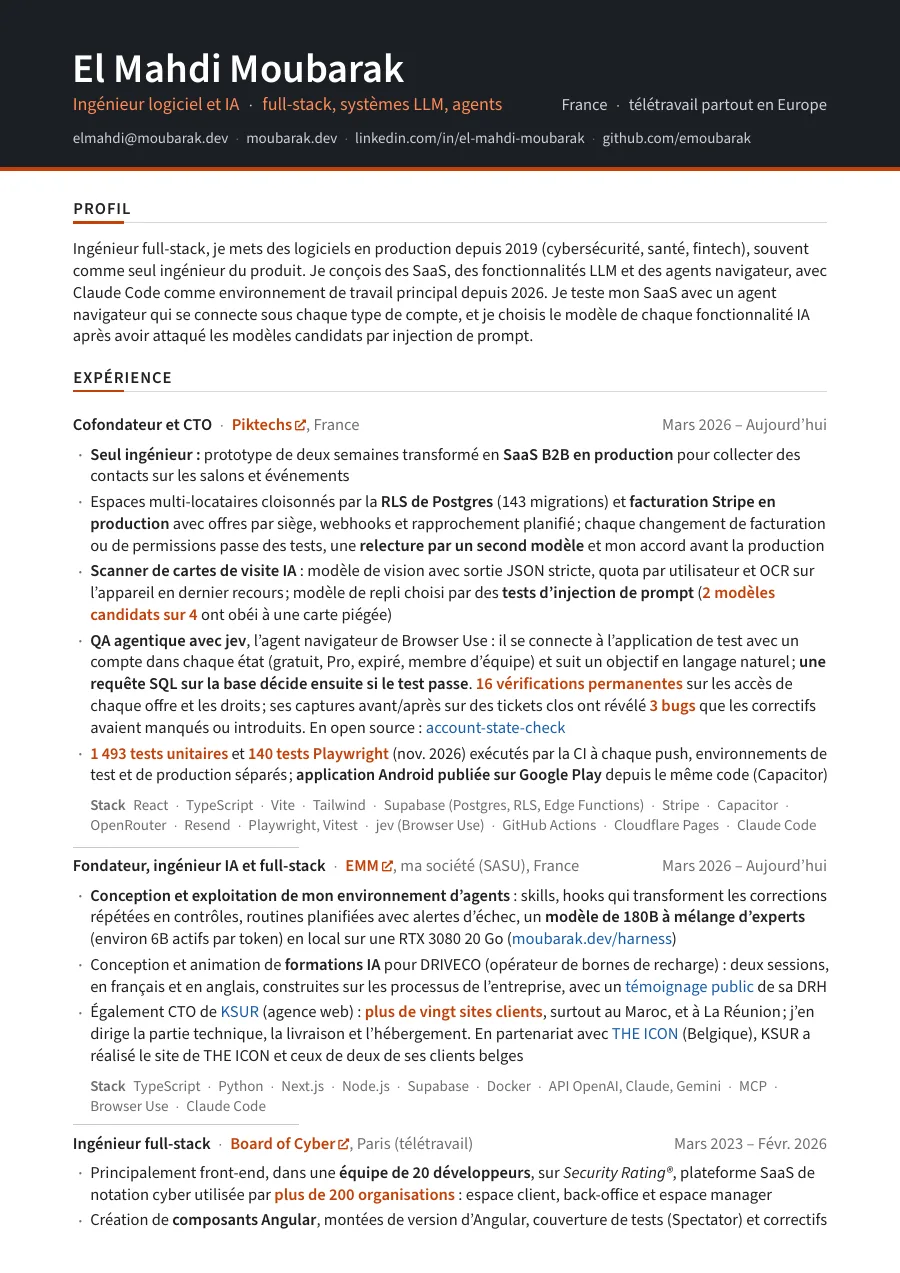 El Mahdi Moubarak
Ingénieur logiciel et IA · full-stack, systèmes LLM, agents
France · télétravail partout en Europe
elmahdi@moubarak.dev · moubarak.dev · linkedin.com/in/el-mahdi-moubarak · github.com/emoubarak
PROFIL
Ingénieur full-stack, je mets des logiciels en production depuis 2019 (cybersécurité, santé, fintech), souvent
comme seul ingénieur du produit. Je conçois des SaaS, des fonctionnalités LLM et des agents navigateur, avec
Claude Code comme environnement de travail principal depuis 2026. Je teste mon SaaS avec un agent
navigateur qui se connecte sous chaque type de compte, et je choisis le modèle de chaque fonctionnalité IA
après avoir attaqué les modèles candidats par injection de prompt.
EXPÉRIENCE
Cofondateur et CTO · Piktechs, France
Mars 2026 – Aujourd’hui
· Seul ingénieur : prototype de deux semaines transformé en SaaS B2B en production pour collecter des
contacts sur les salons et événements
· Espaces multi-locataires cloisonnés par la RLS de Postgres (143 migrations) et facturation Stripe en
production avec offres par siège, webhooks et rapprochement planifié ; chaque changement de facturation
ou de permissions passe des tests, une relecture par un second modèle et mon accord avant la production
· Scanner de cartes de visite IA : modèle de vision avec sortie JSON stricte, quota par utilisateur et OCR sur
l’appareil en dernier recours ; modèle de repli choisi par des tests d’injection de prompt (2 modèles
candidats sur 4 ont obéi à une carte piégée)
· QA agentique avec jev, l’agent navigateur de Browser Use : il se connecte à l’application de test avec un
compte dans chaque état (gratuit, Pro, expiré, membre d’équipe) et suit un objectif en langage naturel ; une
requête SQL sur la base décide ensuite si le test passe. 16 vérifications permanentes sur les accès de
chaque offre et les droits ; ses captures avant/après sur des tickets clos ont révélé 3 bugs que les correctifs
avaient manqués ou introduits. En open source : account-state-check
· 1 493 tests unitaires et 140 tests Playwright (nov. 2026) exécutés par la CI à chaque push, environnements de
test et de production séparés ; application Android publiée sur Google Play depuis le même code (Capacitor)
Stack React · TypeScript · Vite · Tailwind · Supabase (Postgres, RLS, Edge Functions) · Stripe · Capacitor ·
OpenRouter · Resend · Playwright, Vitest · jev (Browser Use) · GitHub Actions · Cloudflare Pages · Claude Code
Fondateur, ingénieur IA et full-stack · EMM, ma société (SASU), France
Mars 2026 – Aujourd’hui
· Conception et exploitation de mon environnement d’agents : skills, hooks qui transforment les corrections
répétées en contrôles, routines planifiées avec alertes d’échec, un modèle de 180B à mélange d’experts
(environ 6B actifs par token) en local sur une RTX 3080 20 Go (moubarak.dev/harness)
· Conception et animation de formations IA pour DRIVECO (opérateur de bornes de recharge) : deux sessions,
en français et en anglais, construites sur les processus de l’entreprise, avec un témoignage public de sa DRH
· Également CTO de KSUR (agence web) : plus de vingt sites clients, surtout au Maroc, et à La Réunion ; j’en
dirige la partie technique, la livraison et l’hébergement. En partenariat avec THE ICON (Belgique), KSUR a
réalisé le site de THE ICON et ceux de deux de ses clients belges
Stack TypeScript · Python · Next.js · Node.js · Supabase · Docker · API OpenAI, Claude, Gemini · MCP ·
Browser Use · Claude Code
Ingénieur full-stack · Board of Cyber, Paris (télétravail)
Mars 2023 – Févr. 2026
· Principalement front-end, dans une équipe de 20 développeurs, sur Security Rating®, plateforme SaaS de
notation cyber utilisée par plus de 200 organisations : espace client, back-office et espace manager
· Création de composants Angular, montées de version d’Angular, couverture de tests (Spectator) et correctifs